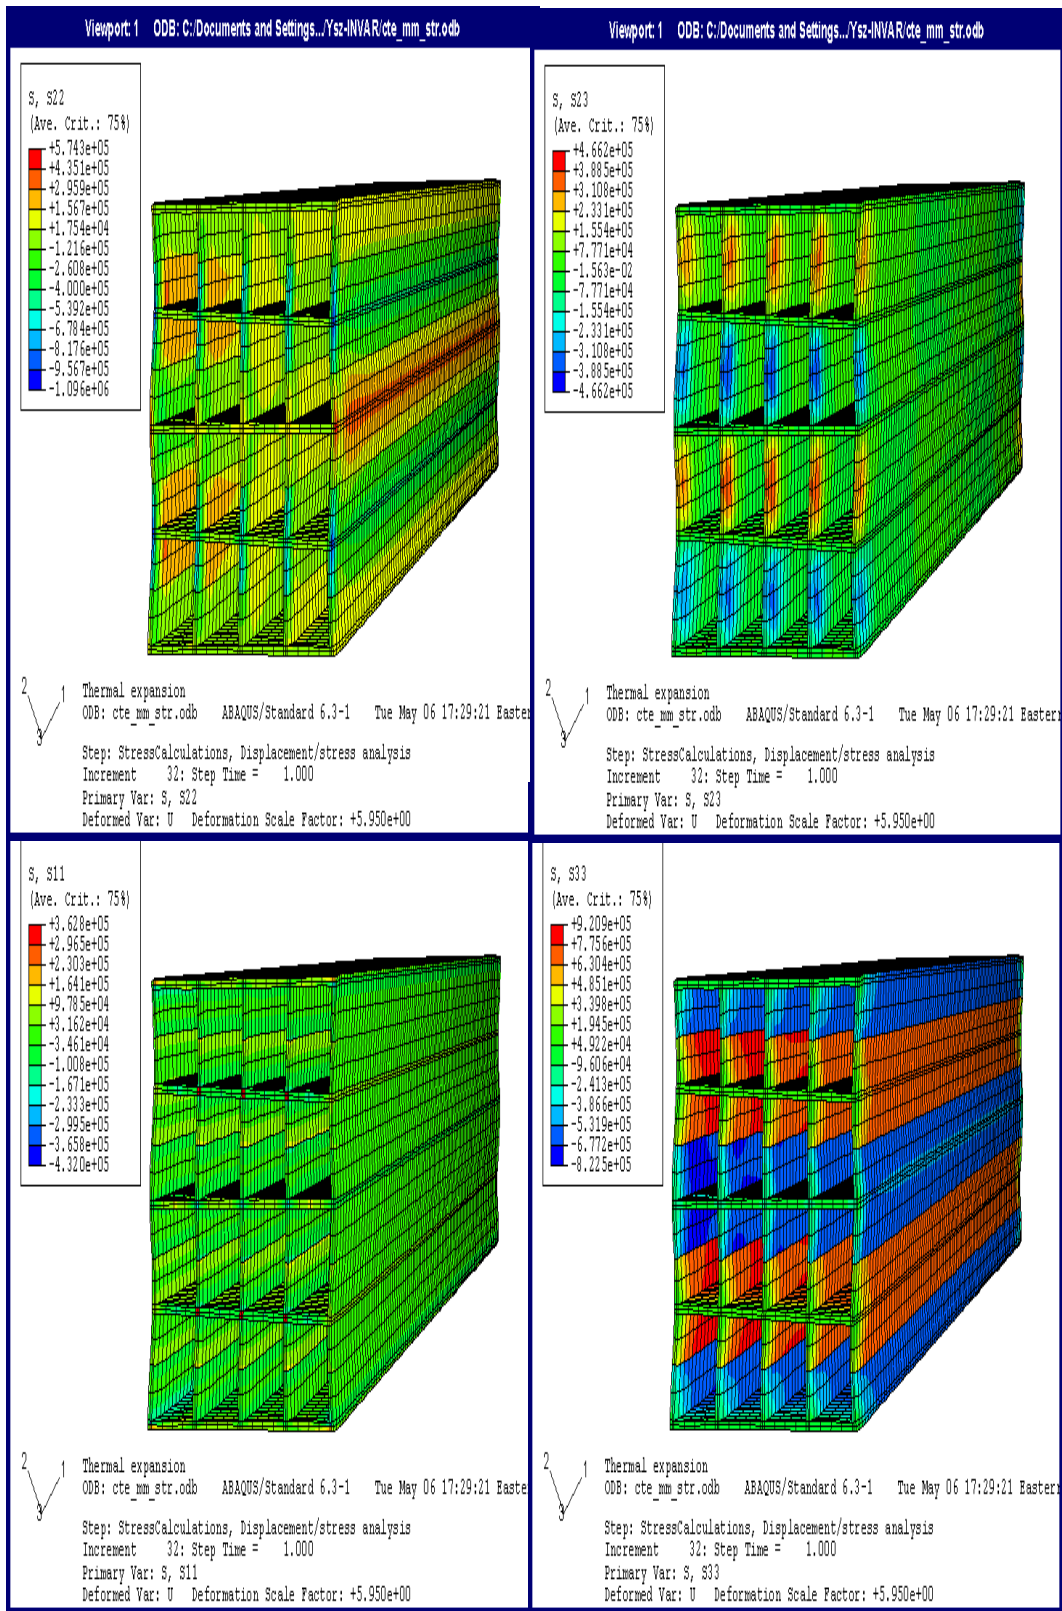 Viewport: 1 ODB: C:/Documents and Settings.../Ysz-INVAR/cte_mm_str.odb
S, S22
(Ave. Crit.: 75%)
+5.743e+05
+4.351e+05
+2.959e+05
+1.567e+05
+1.754e+04
-1.216e+05
-2.608e+05
-4.000e+05
-5.392e+05
-6.784e+05
-8.176e+05
-9.567e+05
-1.096e+06
2
1
3
Thermal expansion
ODB: cte_mm_str.odb ABAQUS/Standard 6.3-1 Tue May 06 17:29:21 Easter
Step: StressCalculations, Displacement/stress analysis
Increment 32: Step Time = 1.000
Primary Var: S, S22
Deformed Var: U Deformation Scale Factor: +5.950e+00
Viewport: 1 ODB: C:/Documents and Settings.../Ysz-INVAR/cte_mm_str.odb
S, S23
(Ave. Crit.: 75%)
+4.662e+05
+3.885e+05
+3.108e+05
+2.331e+05
+1.554e+05
+7.771e+04
-1.563e-02
-7.771e+04
-1.554e+05
-2.331e+05
-3.108e+05
-3.885e+05
-4.662e+05
2
1
3
Thermal expansion
ODB: cte_mm_str.odb ABAQUS/Standard 6.3-1 Tue May 06 17:29:21 Easter
Step: StressCalculations, Displacement/stress analysis
Increment 32: Step Time = 1.000
Primary Var: S, S23
Deformed Var: U Deformation Scale Factor: +5.950e+00
S, S11
(Ave. Crit.: 75%)
+3.628e+05
+2.965e+05
+2.303e+05
+1.641e+05
+9.785e+04
+3.162e+04
-3.461e+04
-1.008e+05
-1.671e+05
-2.333e+05
-2.995e+05
-3.658e+05
-4.320e+05
2
1
3
Thermal expansion
ODB: cte_mm_str.odb ABAQUS/Standard 6.3-1 Tue May 06 17:29:21 Easte
Step: StressCalculations, Displacement/stress analysis
Increment 32: Step Time = 1.000
Primary Var: S, S11
Deformed Var: U Deformation Scale Factor: +5.950e+00
S, S33
(Ave. Crit.: 75%)
+9.209e+05
+7.756e+05
+6.304e+05
+4.851e+05
+3.398e+05
+1.945e+05
+4.922e+04
-9.606e+04
-2.413e+05
-3.866e+05
-5.319e+05
-6.772e+05
-8.225e+05
2
1
3
Thermal expansion
ODB: cte_mm_str.odb ABAQUS/Standard 6.3-1 Tue May 06 17:29:21 Easter
Step: StressCalculations, Displacement/stress analysis
Increment 32: Step Time = 1.000
Primary Var: S, S33
Deformed Var: U Deformation Scale Factor: +5.950e+00